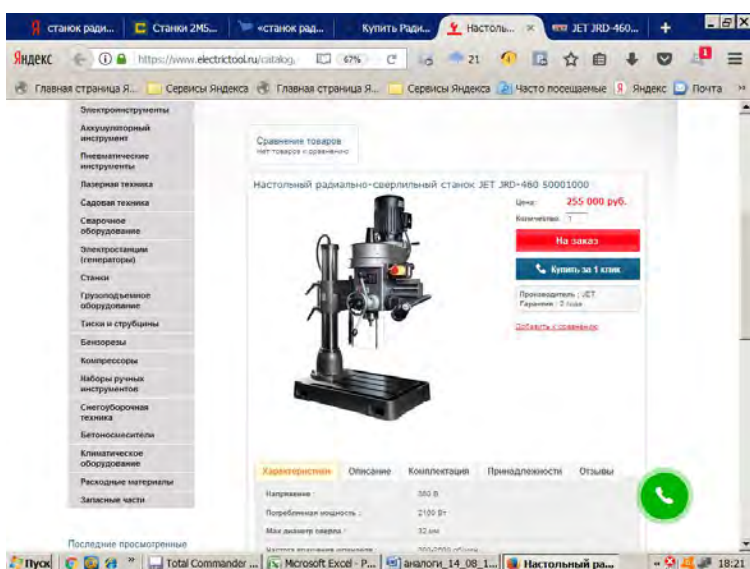 станок ради...
Станки 2М5...
«станок рад...
Купить Ради...
Настоль...
JET JRD-460...
Яндекс
https://www.electrictool.ru/catalog,
67%
21
Главная страница Я...
Сервисы Яндекса
Главная страница Я...
Сервисы Яндекса
Часто посещаемые
Яндекс
Почта
Электроинструменты
Аккумуляторный
инструмент
Пневматические
инструменты
Лазерная техника
Садовая техника
Сварочное
оборудование
Электростанции
(генераторы)
Станки
Грузоподъемное
оборудование
Тиски и струбцины
Бензорезы
Компрессоры
Наборы ручных
инструментов
Снегоуборочная
техника
Бетоносмесители
Климатическое
оборудование
Расходные материалы
Запасные части
Последние просмотренные
Сравнение товаров
Нет товаров к сравнению
Настольный радиально-сверлильный станок JET JRD-460 50001000
Цена: 255 000 руб.
Количество: 1
На заказ
Купить за 1 клик
Производитель : JET
Гарантия : 2 года
Добавить к сравнению
Характеристики
Описание
Комплектация
Принадлежности
Отзывы
Напряжение : 380 В
Потребляемая мощность : 2100 Вт
Max диаметр сверла : 32 мм
Частота вращения шпинделя
Пуск
Total Commander ...
Microsoft Excel - P...
аналоги_14_08_1...
Настольный ра...
18:21